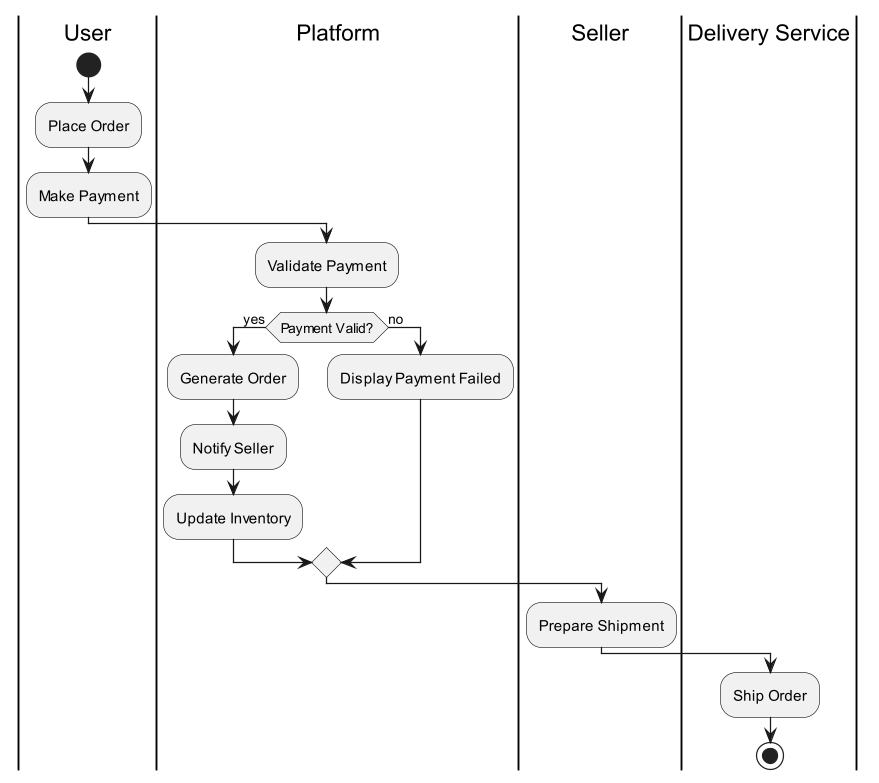 User
Platform
Seller
Delivery Service
Place Order
Make Payment
Validate Payment
yes
Payment Valid?
no
Generate Order
Display Payment Failed
Notify Seller
Update Inventory
Prepare Shipment
Ship Order